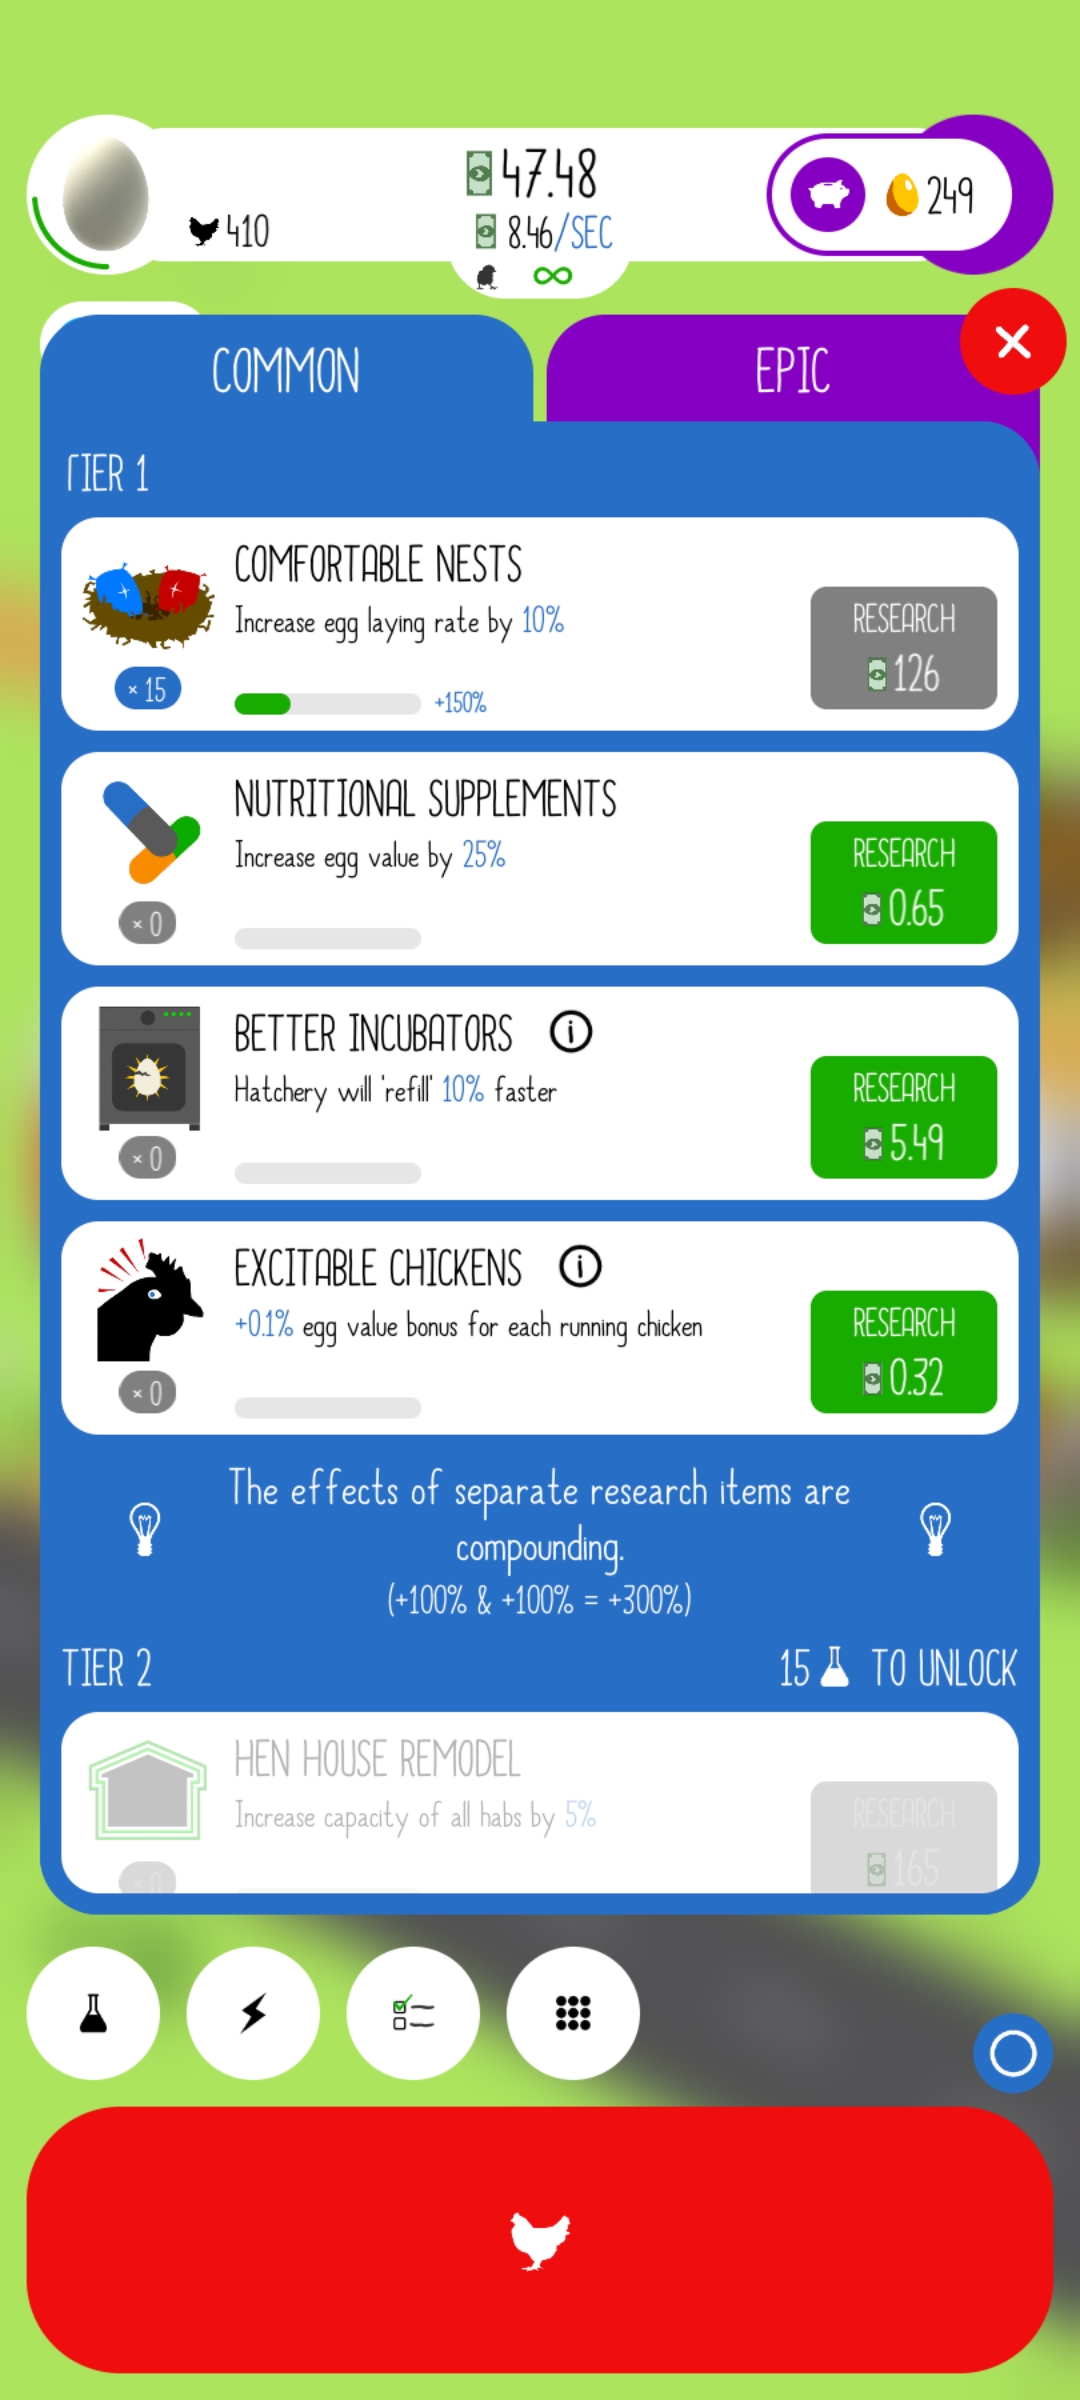 47.48
410
8.46/SEC
249
COMMON
EPIC
TIER 1
COMFORTABLE NESTS
Increase egg laying rate by 10%
RESEARCH
126
× 15
+150%
NUTRITIONAL SUPPLEMENTS
Increase egg value by 25%
RESEARCH
0.65
× 0
BETTER INCUBATORS
Hatchery will 'refill' 10% faster
RESEARCH
5.49
× 0
EXCITABLE CHICKENS
+0.1% egg value bonus for each running chicken
RESEARCH
0.32
× 0
The effects of separate research items are
compounding.
(+100% & +100% = +300%)
TIER 2
15 TO UNLOCK
HEN HOUSE REMODEL
Increase capacity of all habs by 5%
RESEARCH
165
× 0